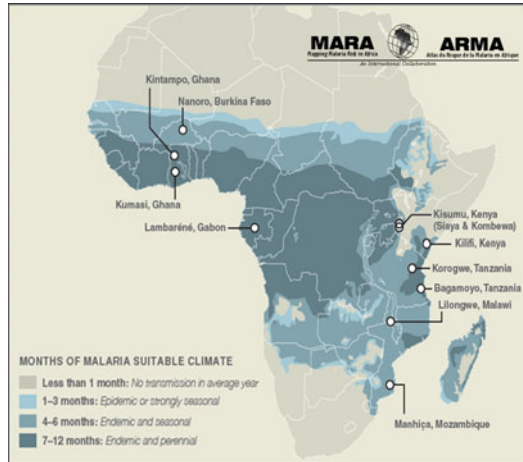 MARA ARMA
Mapping Malaria Risk in Africa Atlas du Risque de la Malaria en Afrique
An International Collaboration
Kintampo, Ghana
Nanoro, Burkina Faso
Kumasi, Ghana
Lambaréné, Gabon
Kisumu, Kenya
(Siaya & Kombewa)
Kilifi, Kenya
Korogwe, Tanzania
Bagamoyo, Tanzania
Lilongwe, Malawi
Manhiça, Mozambique
MONTHS OF MALARIA SUITABLE CLIMATE
Less than 1 month: No transmission in average year
1–3 months: Epidemic or strongly seasonal
4–6 months: Endemic and seasonal
7–12 months: Endemic and perennial